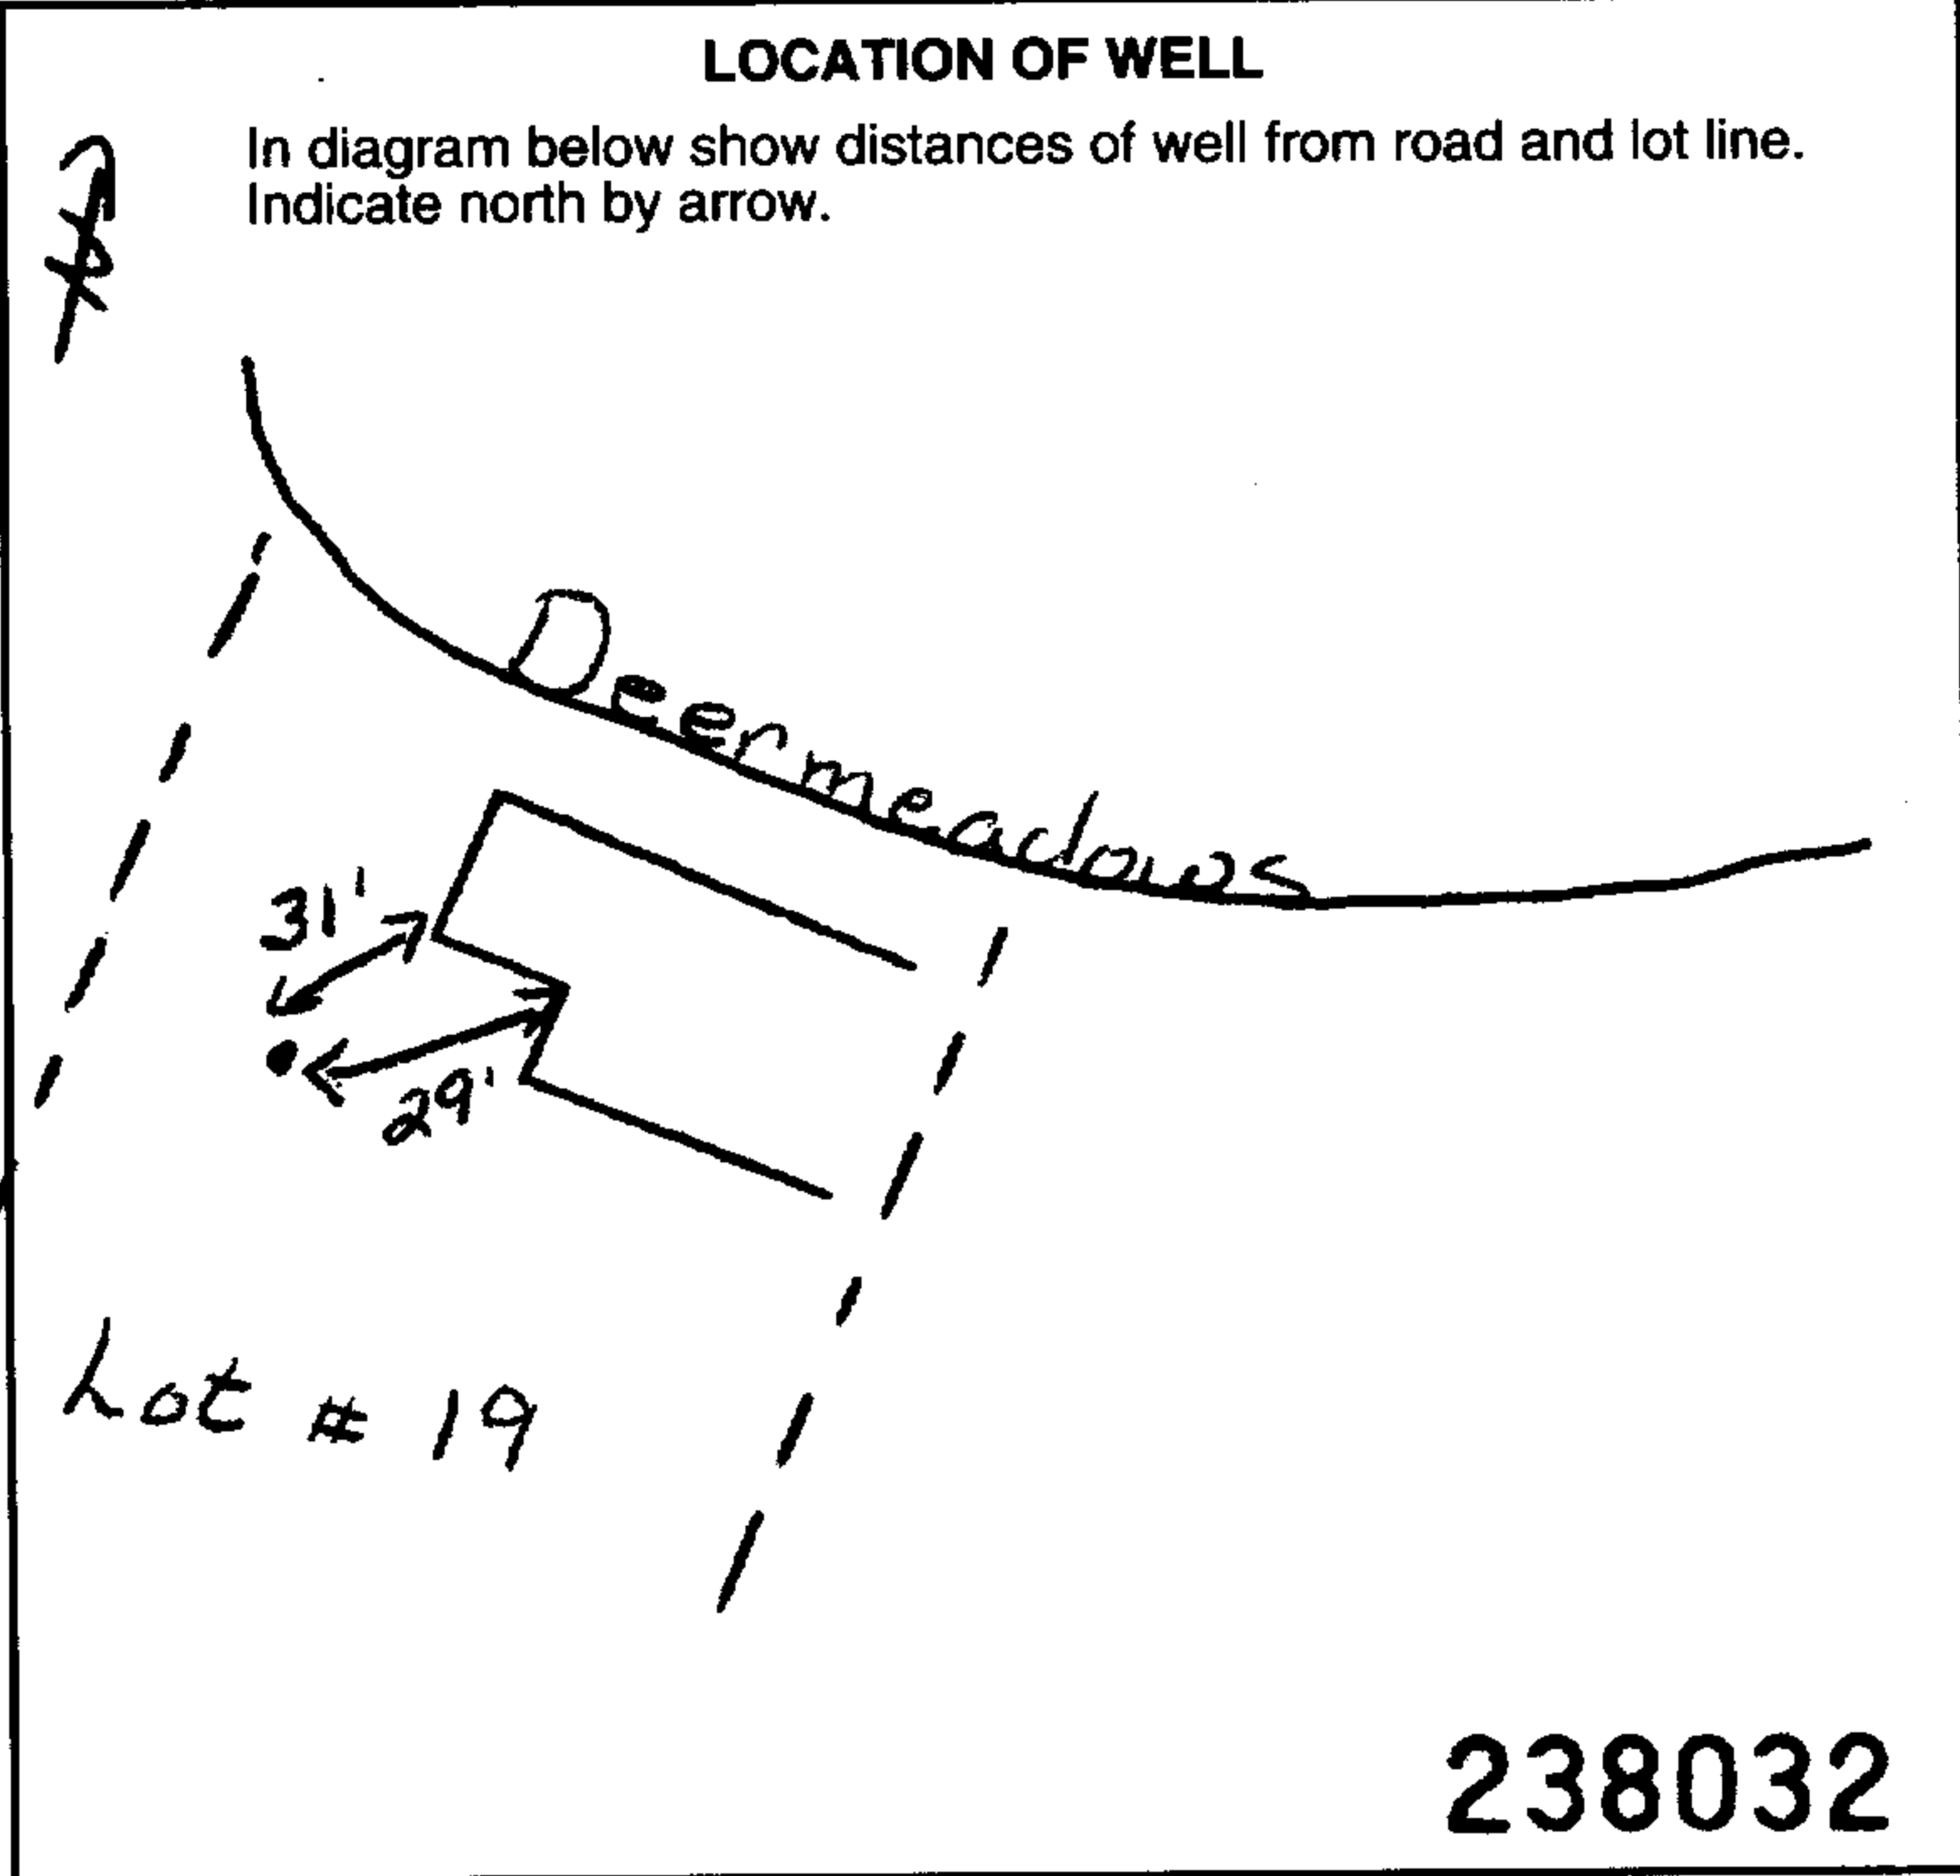 LOCATION OF WELL
In diagram below show distances of well from road and lot line.
Indicate north by arrow.
Deermeadows
31'
29'
Lot # 19
238032